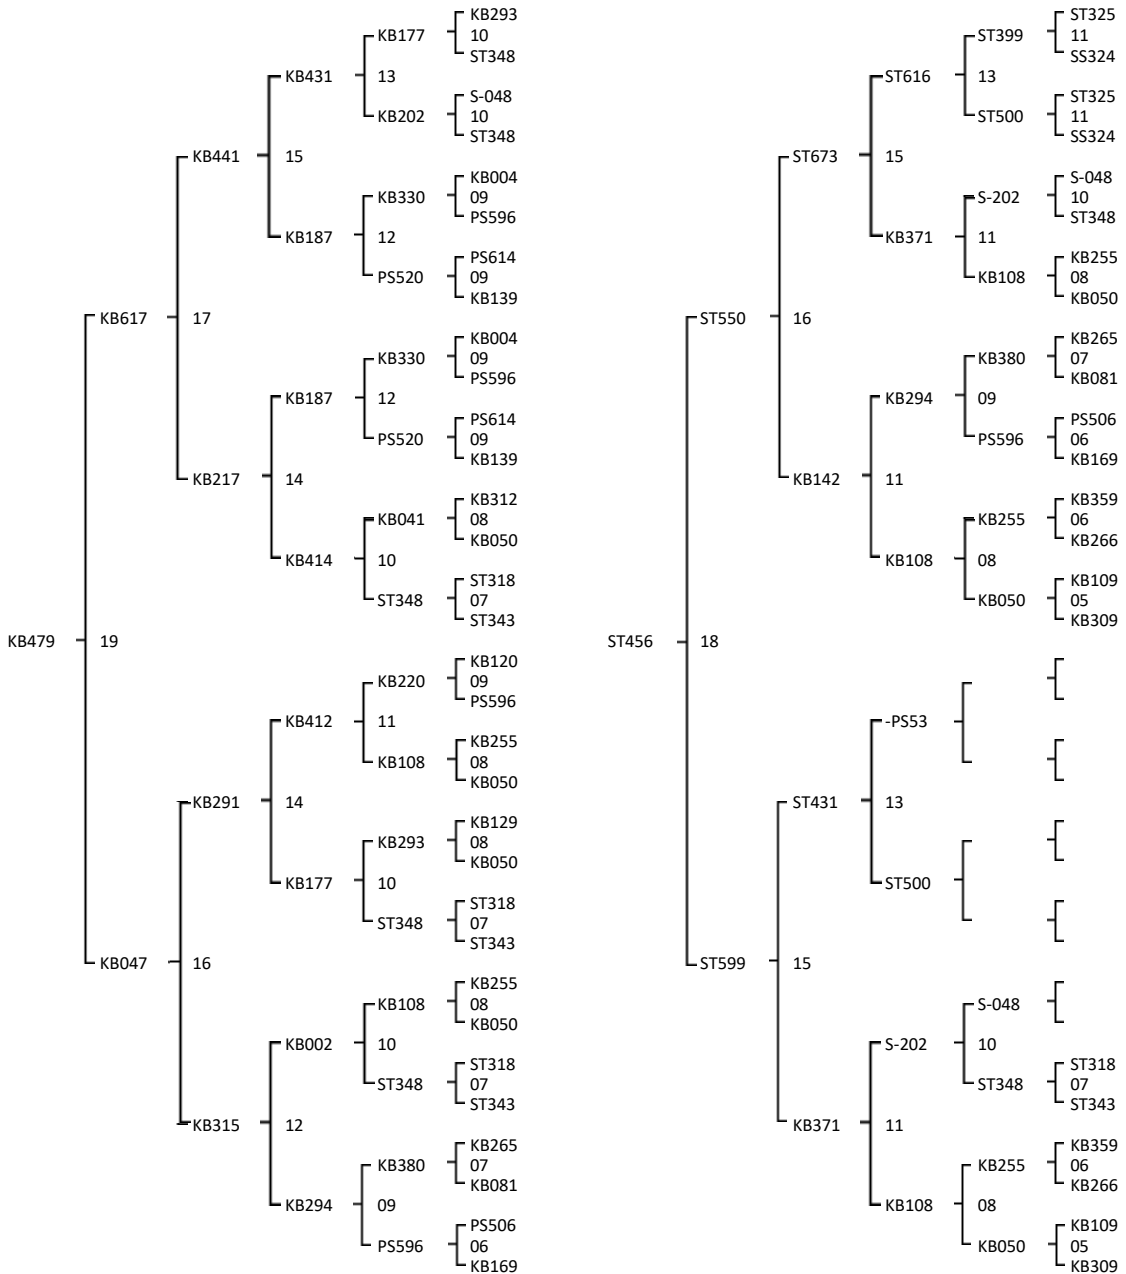 KB293
KB177
10
ST348
KB431
13
S-048
KB202
10
ST348
KB441
15
KB004
KB330
09
PS596
KB187
12
PS614
PS520
09
KB139
KB617
17
KB004
KB330
09
PS596
KB187
12
PS614
PS520
09
KB139
KB217
14
KB312
KB041
08
KB050
KB414
10
ST318
ST348
07
ST343
KB479
19
KB120
KB220
09
PS596
KB412
11
KB255
KB108
08
KB050
KB291
14
KB129
KB293
08
KB050
KB177
10
ST318
ST348
07
ST343
KB047
16
KB255
KB108
08
KB050
KB002
10
ST318
ST348
07
ST343
KB315
12
KB265
KB380
07
KB081
KB294
09
PS506
PS596
06
KB169
ST325
ST399
11
SS324
ST616
13
ST325
ST500
11
SS324
ST673
15
S-048
S-202
10
ST348
KB371
11
KB255
KB108
08
KB050
ST550
16
KB265
KB380
07
KB081
KB294
09
PS506
PS596
06
KB169
KB142
11
KB359
KB255
06
KB266
KB108
08
KB109
KB050
05
KB309
ST456
18
-PS53
ST431
13
ST500
ST599
15
S-048
S-202
10
ST318
ST348
07
ST343
KB371
11
KB359
KB255
06
KB266
KB108
08
KB109
KB050
05
KB309